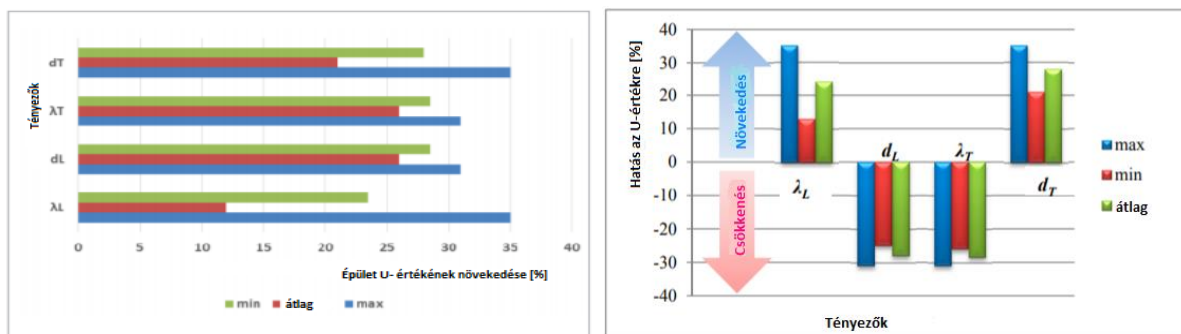 Tényezők
dT
λT
dL
λL
0 5 10 15 20 25 30 35 40
Épület U- értékének növekedése [%]
min átlag max
Hatás az U-értékre [%]
40
30
20
10
0
-10
-20
-30
-40
Növekedés
Csökkenés
λL
dL
λT
dT
max
min
átlag
Tényezők